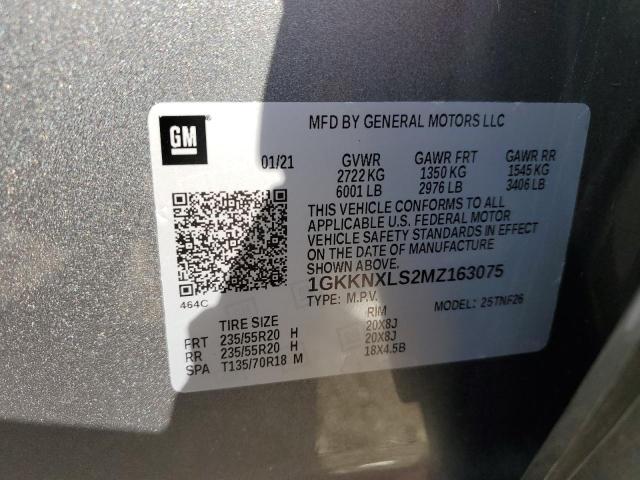 GM
MFD BY GENERAL MOTORS LLC
01/21 GVWR GAWR FRT GAWR RR
2722 KG 1350 KG 1545 KG
6001 LB 2976 LB 3406 LB
THIS VEHICLE CONFORMS TO ALL
APPLICABLE U.S. FEDERAL MOTOR
VEHICLE SAFETY STANDARDS IN EFFECT
ON THE DATE OF MANUFACTURE
SHOWN ABOVE.
1GKKNXLS2MZ163075
464C
TYPE: M.P.V. MODEL: 25TNF26
TIRE SIZE RIM
FRT 235/55R20 H 20X8J
RR 235/55R20 H 20X8J
SPA T135/70R18 M 18X4.5B